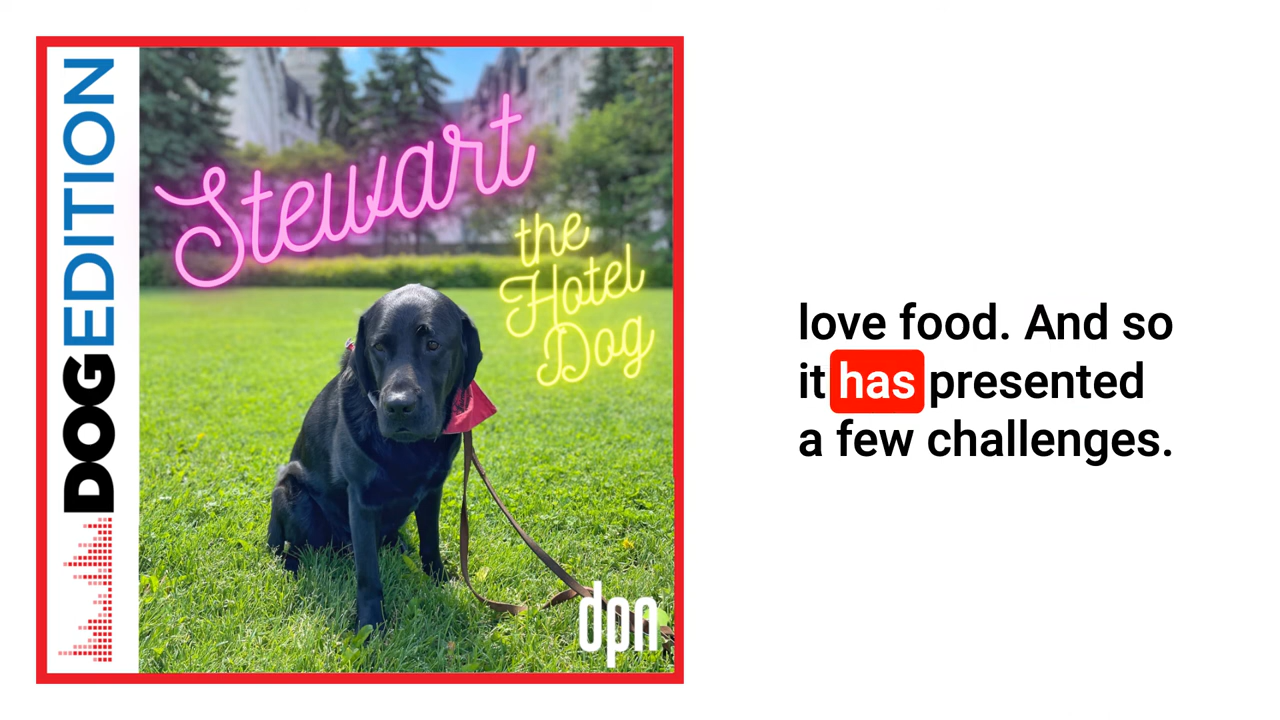 DOGEDITION
Stewart
the
Hotel
Dog
dpn
love food. And so
it has presented
a few challenges.